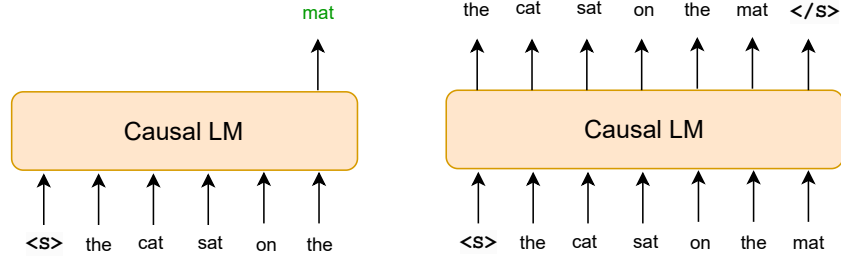 mat
Causal LM
<s> the cat sat on the
the cat sat on the mat </s>
Causal LM
<s> the cat sat on the mat